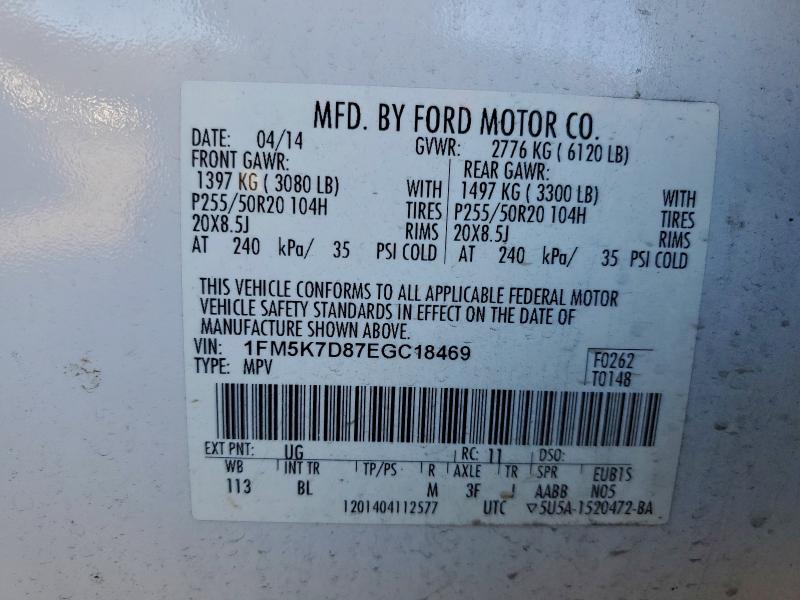 MFD. BY FORD MOTOR CO.
DATE: 04/14 GVWR: 2776 KG ( 6120 LB)
FRONT GAWR: REAR GAWR:
1397 KG ( 3080 LB) WITH 1497 KG ( 3300 LB) WITH
P255/50R20 104H TIRES P255/50R20 104H TIRES
20X8.5J RIMS 20X8.5J RIMS
AT 240 kPa/ 35 PSI COLD AT 240 kPa/ 35 PSI COLD
THIS VEHICLE CONFORMS TO ALL APPLICABLE FEDERAL MOTOR
VEHICLE SAFETY STANDARDS IN EFFECT ON THE DATE OF
MANUFACTURE SHOWN ABOVE.
VIN: 1FM5K7D87EGC18469 F0262
TYPE: MPV T0148
EXT PNT: UG RC: 11 DSO:
WB INT TR TP/PS R AXLE TR SPR EUB1S
113 BL M 3F J AABB N05
1201404112577 UTC ▽5U5A-1520472-BA